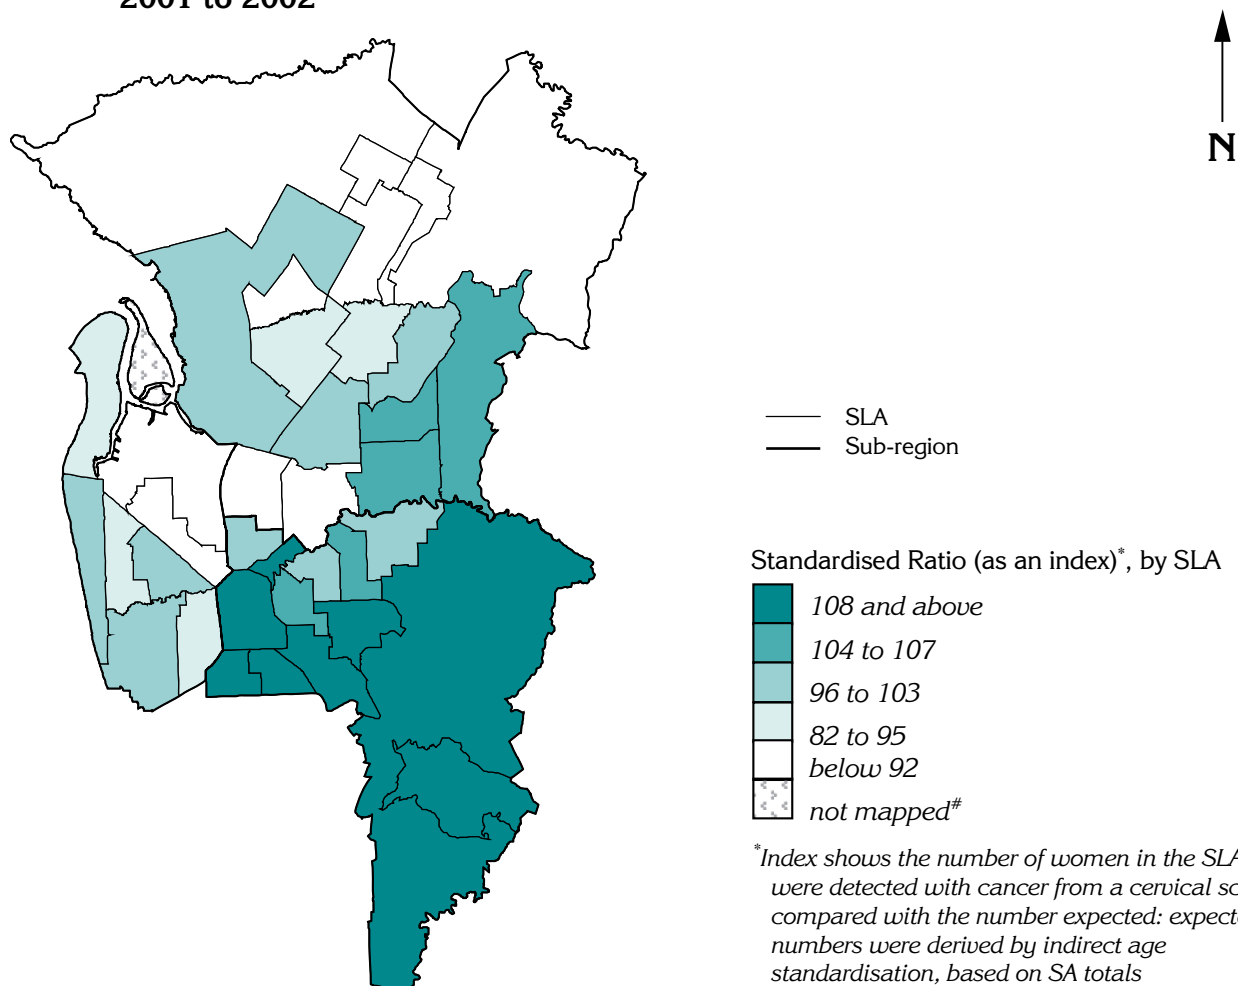 2001 to 2002
N
SLA
Sub-region
Standardised Ratio (as an index)*, by SLA
108 and above
104 to 107
96 to 103
82 to 95
below 92
not mapped#
*Index shows the number of women in the SLA
were detected with cancer from a cervical
compared with the number expected:
numbers were derived by indirect age
standardisation, based on SA totals